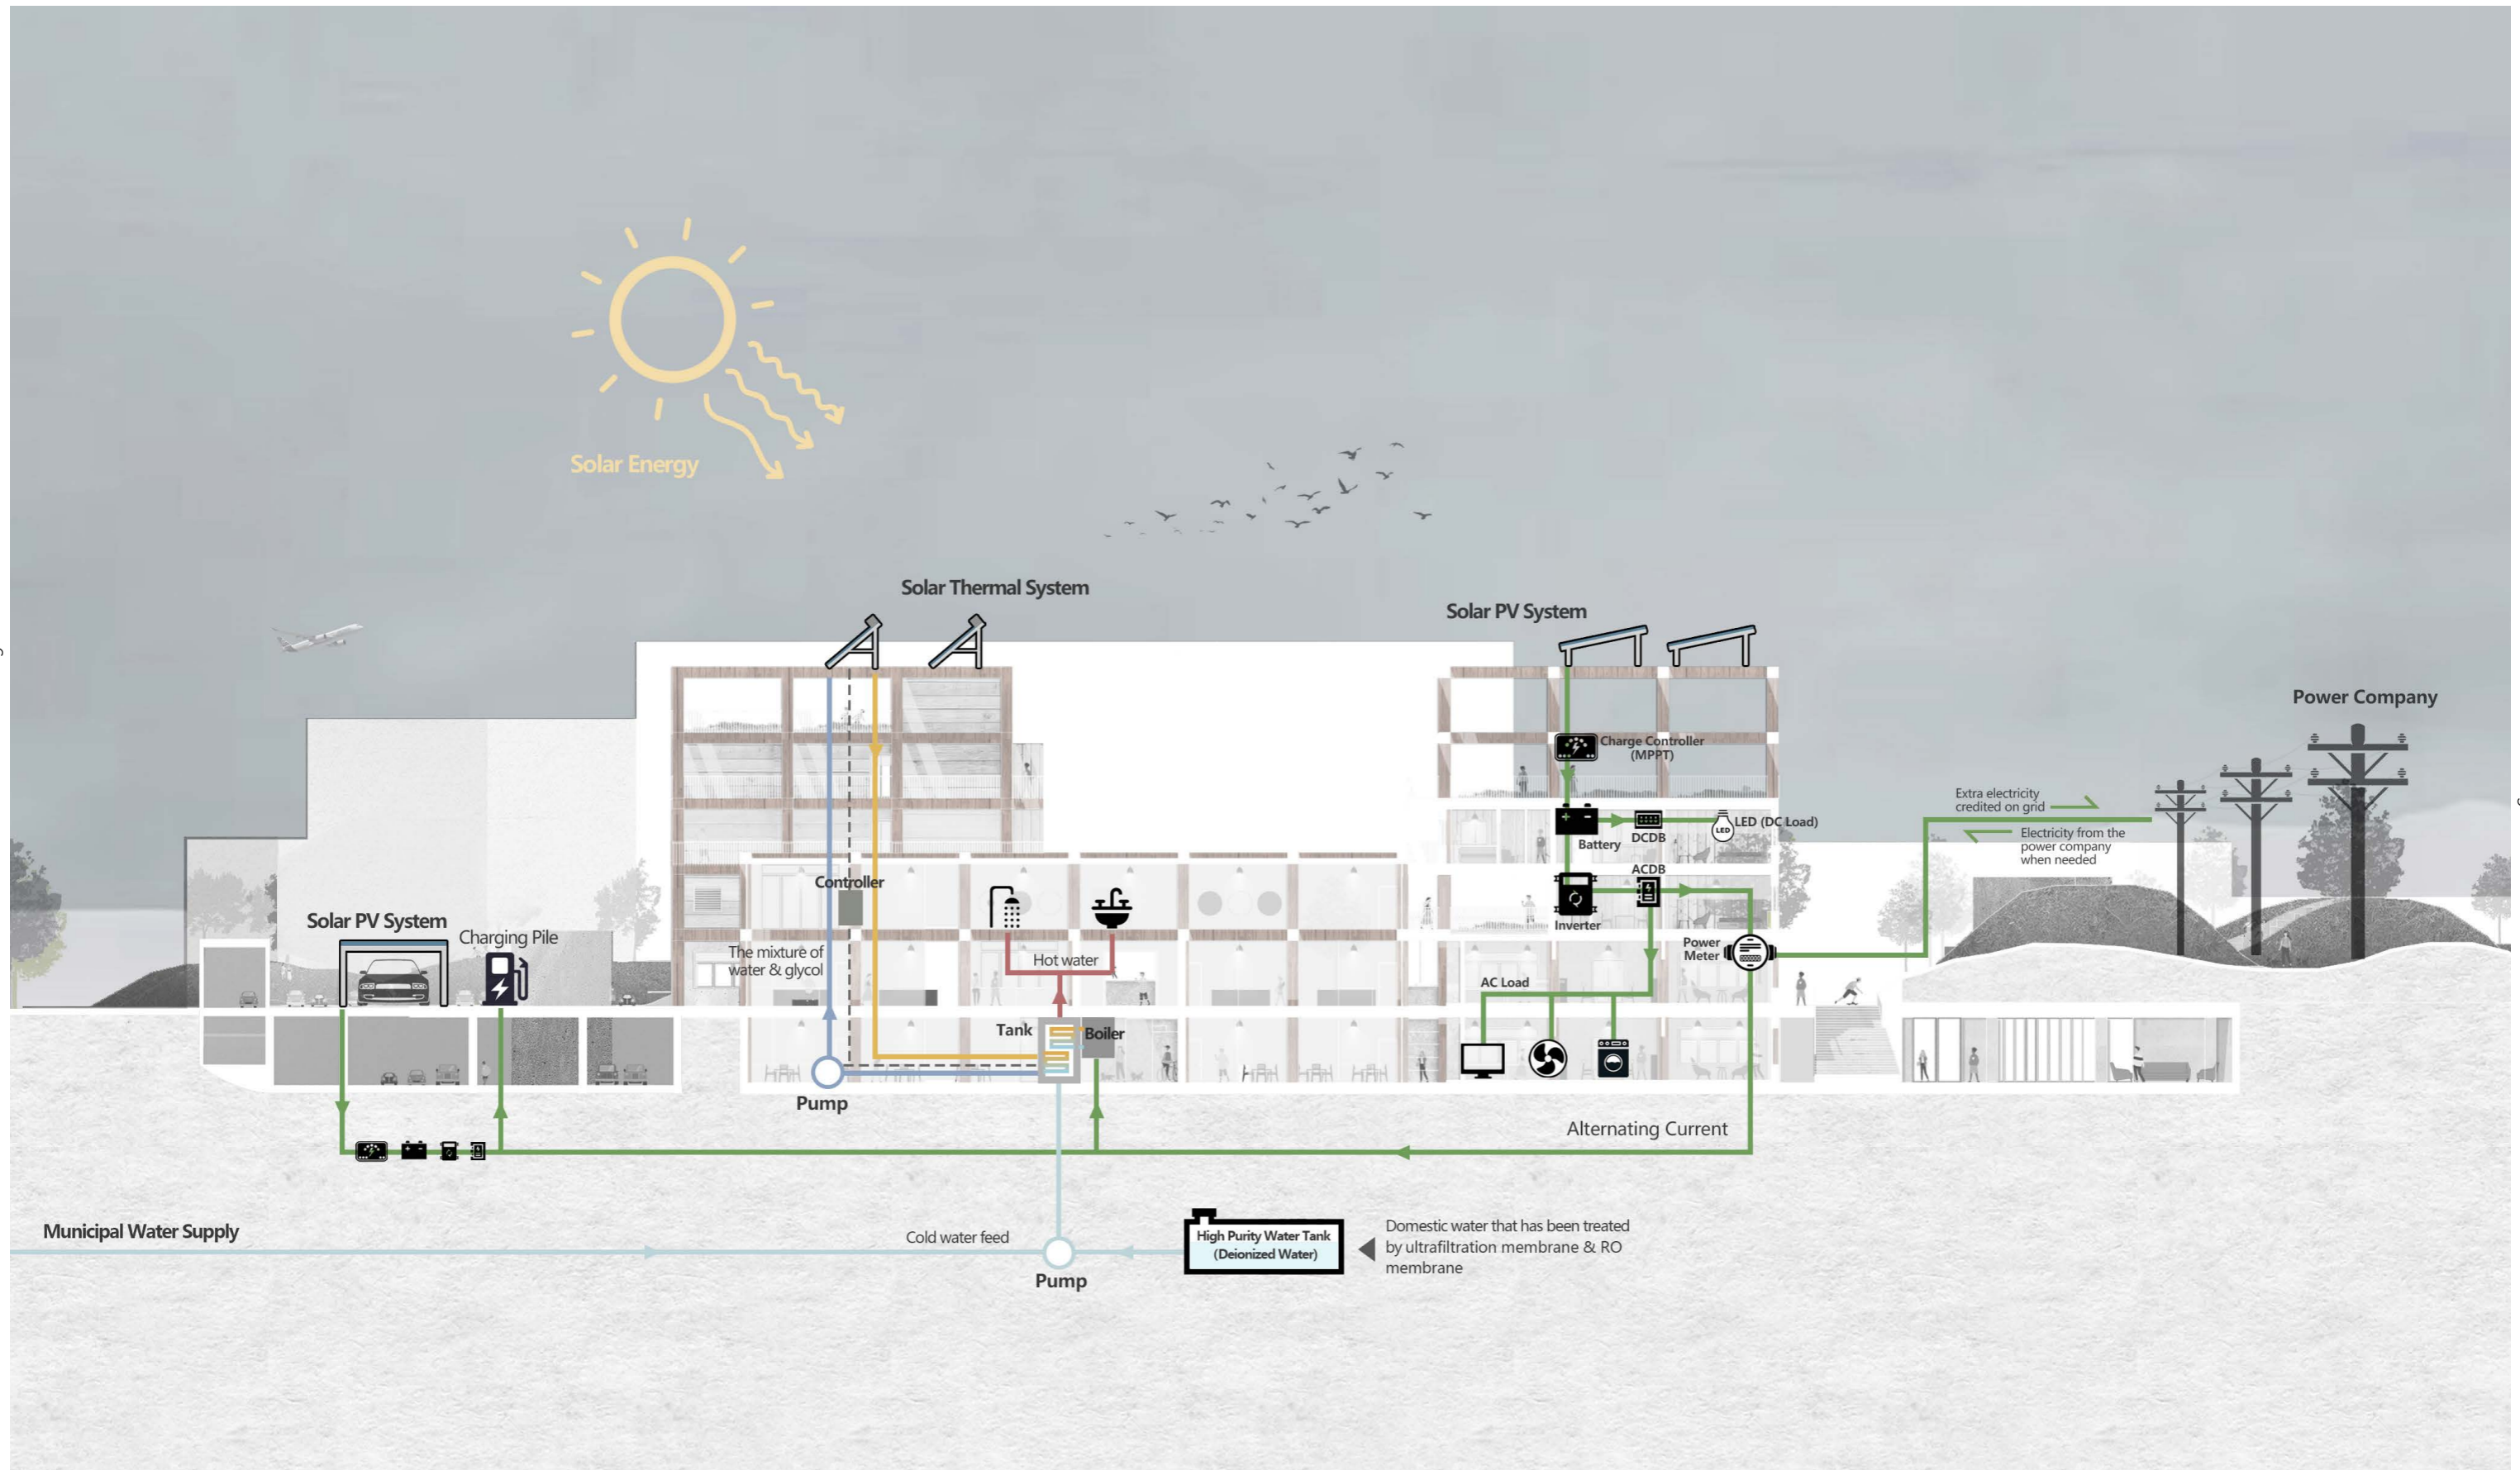 Solar Energy
Solar Thermal System
Solar PV System
Power Company
Charge Controller
(MPPT)
Extra electricity
credited on grid
Electricity from the
power company
when needed
LED (DC Load)
LED
Battery
DCDB
ACDB
Controller
Inverter
Solar PV System
Charging Pile
The mixture of
water & glycol
Hot water
Power
Meter
AC Load
Tank
Boiler
Pump
Alternating Current
Municipal Water Supply
Cold water feed
High Purity Water Tank
(Deionized Water)
Domestic water that has been treated
by ultrafiltration membrane & RO
membrane
Pump